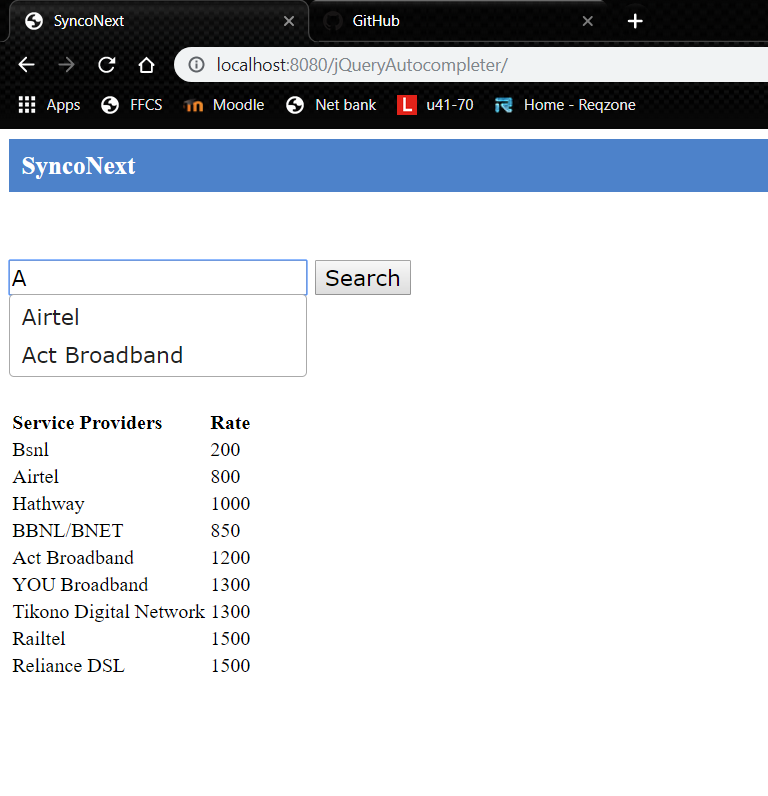 SyncoNext
GitHub
localhost:8080/jQueryAutocompleter/
Apps FFCS Moodle Net bank L u41-70 Home - Reqzone
SyncoNext
A Search
Airtel
Act Broadband
Service Providers Rate
Bsnl 200
Airtel 800
Hathway 1000
BBNL/BNET 850
Act Broadband 1200
YOU Broadband 1300
Tikono Digital Network 1300
Railtel 1500
Reliance DSL 1500